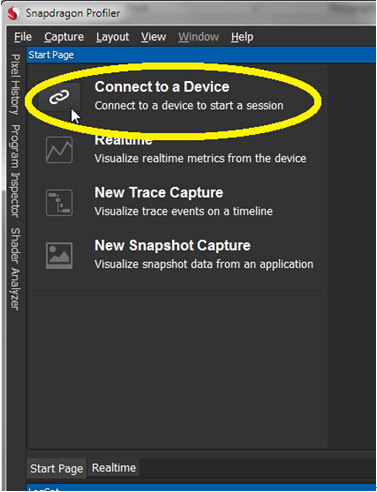 Snapdragon Profiler
File Capture Layout View Window Help
Start Page
Pixel History
Program Inspector
Shader Analyzer
Connect to a Device
Connect to a device to start a session
Realtime
Visualize realtime metrics from the device
New Trace Capture
Visualize trace events on a timeline
New Snapshot Capture
Visualize snapshot data from an application
Start Page Realtime
LogCat